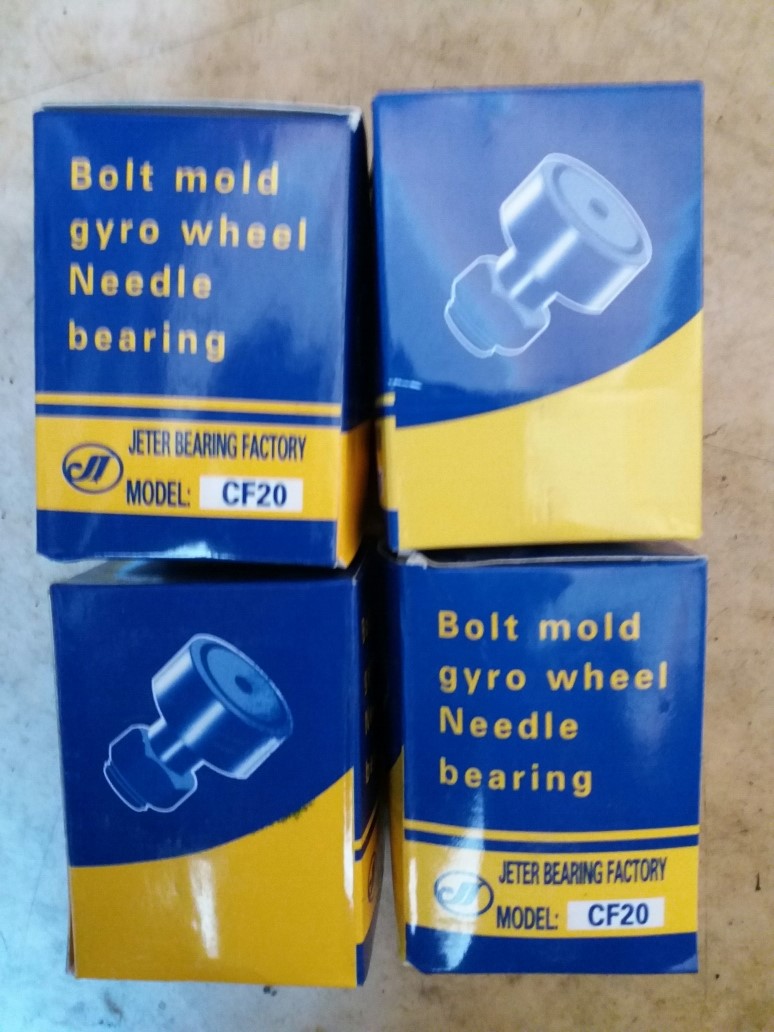 Bolt mold
gyro wheel
Needle
bearing
JETER BEARING FACTORY
MODEL: CF20
Bolt mold
gyro wheel
Needle
bearing
JETER BEARING FACTORY
MODEL: CF20